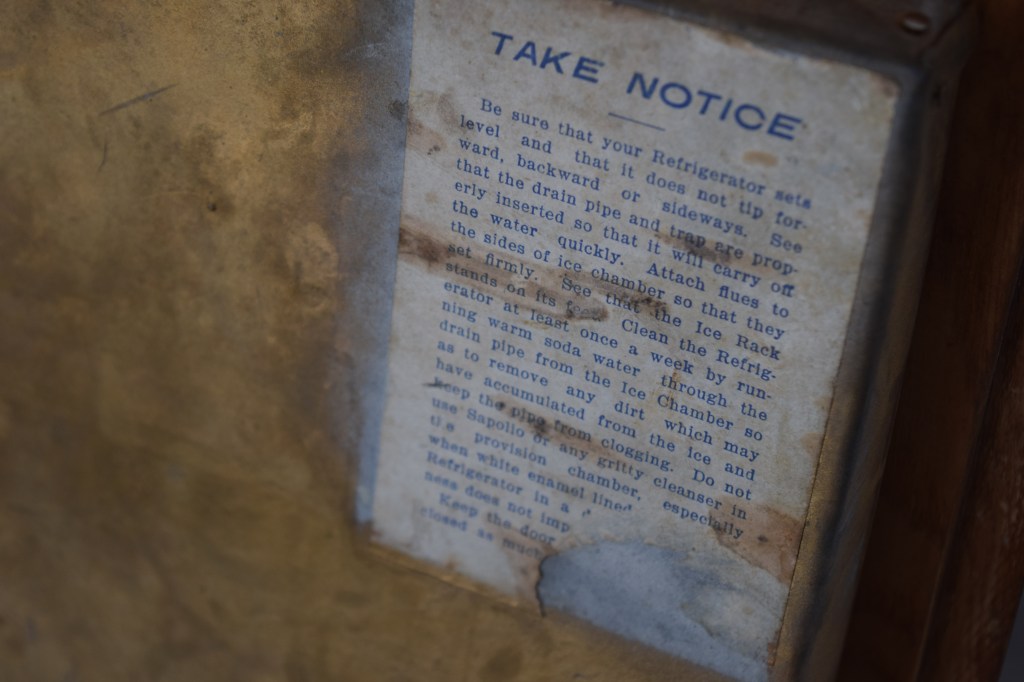 TAKE NOTICE
Be sure that your Refrigerator sets
level and that it does not tip for-
ward, backward or sideways. See
that the drain pipe and trap are prop-
erly inserted so that it will carry off
the water quickly. Attach flues to
the sides of ice chamber so that they
set firmly. See that the Ice Rack
stands on its feet. Clean the Refrig-
erator at least once a week by run-
ning warm soda water through the
drain pipe from the Ice Chamber so
as to remove any dirt which may
have accumulated from the ice and
keep the pipe from clogging. Do not
use Sapolio or any gritty cleanser in
the provision chamber, especially
when white enamel lined.
Refrigerator in a
ness does not imp
Keep the door
closed as much